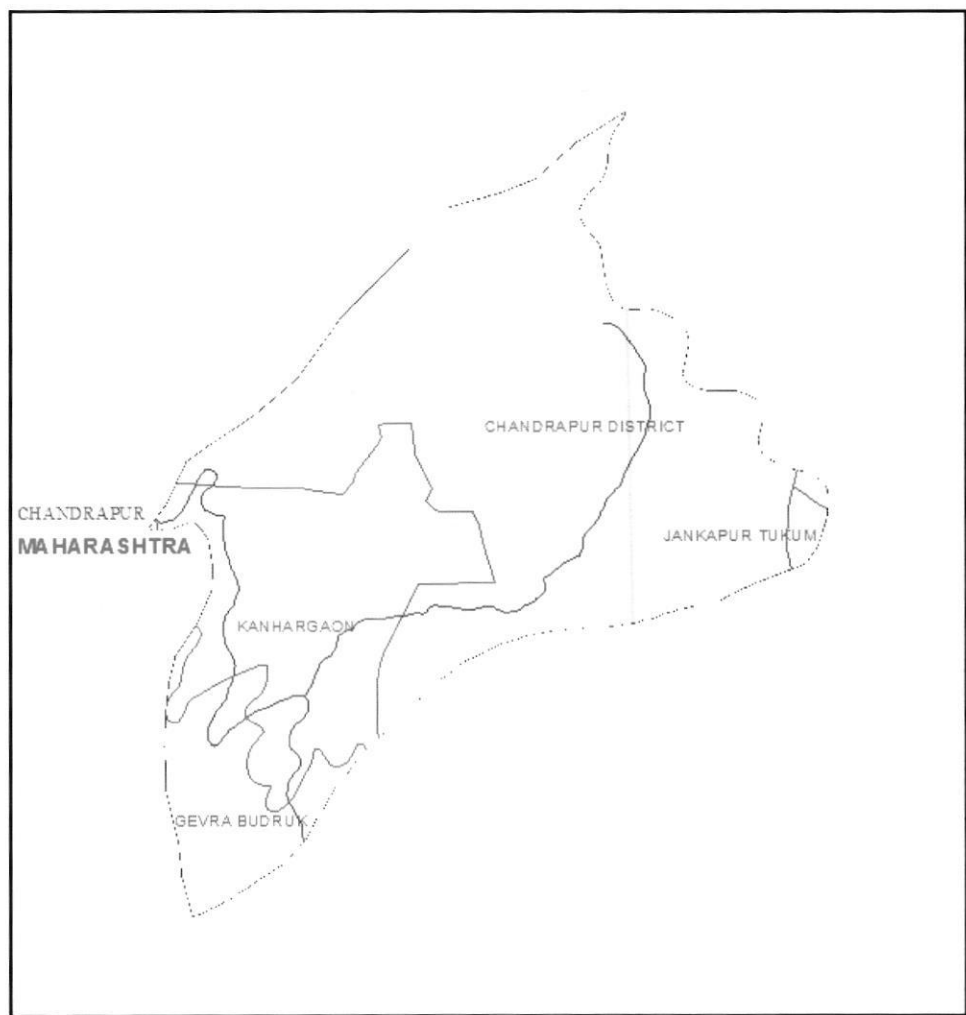 CHANDRAPUR DISTRICT
CHANDRAPUR
MAHARASHTRA
JANKAPUR TUKUM
KANHARGAON
GEVRA BUDRUK